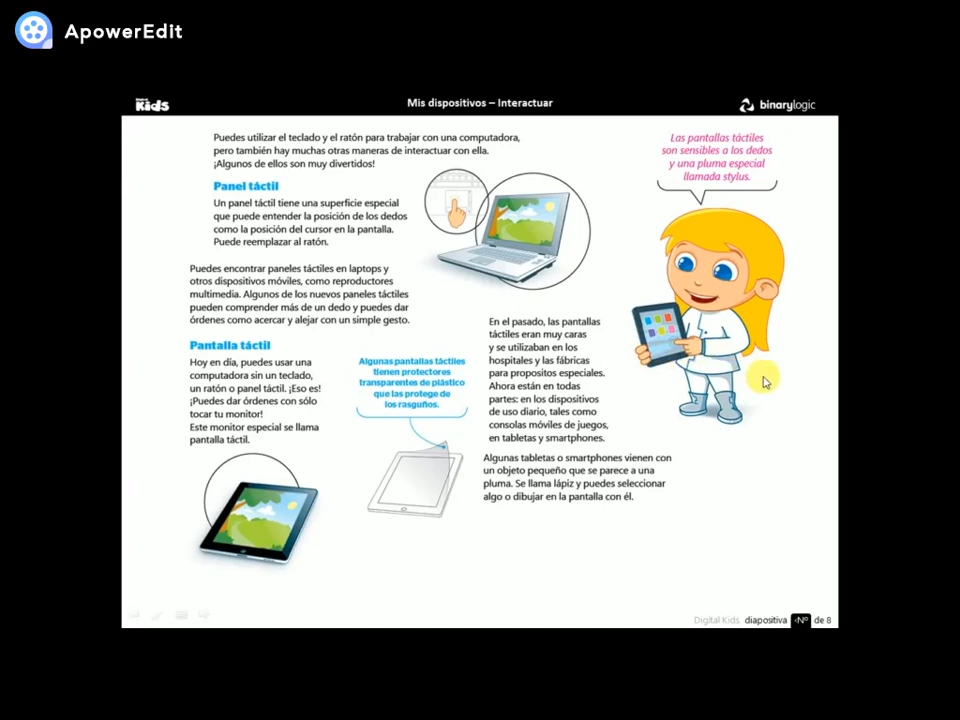 ApowerEdit
Kids
Mis dispositivos – Interactuar
binarylogic
Puedes utilizar el teclado y el ratón para trabajar con una computadora,
pero también hay muchas otras maneras de interactuar con ella.
¡Algunos de ellos son muy divertidos!
Panel táctil
Un panel táctil tiene una superficie especial
que puede entender la posición de los dedos
como la posición del cursor en la pantalla.
Puede reemplazar al ratón.
Puedes encontrar paneles táctiles en laptops y
otros dispositivos móviles, como reproductores
multimedia. Algunos de los nuevos paneles táctiles
pueden comprender más de un dedo y puedes dar
órdenes como acercar y alejar con un simple gesto.
Pantalla táctil
Hoy en día, puedes usar una
computadora sin un teclado,
un ratón o panel táctil. ¡Eso es!
¡Puedes dar órdenes con sólo
tocar tu monitor!
Este monitor especial se llama
pantalla táctil.
Algunas pantallas táctiles
tienen protectores
transparentes de plástico
que las protege de
los rasguños.
En el pasado, las pantallas
táctiles eran muy caras
y se utilizaban en los
hospitales y las fábricas
para propositos especiales.
Ahora están en todas
partes: en los dispositivos
de uso diario, tales como
consolas móviles de juegos,
en tabletas y smartphones.
Algunas tabletas o smartphones vienen con
un objeto pequeño que se parece a una
pluma. Se llama lápiz y puedes seleccionar
algo o dibujar en la pantalla con él.
Las pantallas táctiles
son sensibles a los dedos
y una pluma especial
llamada stylus.
Digital Kids diapositiva ‹Nº de 8